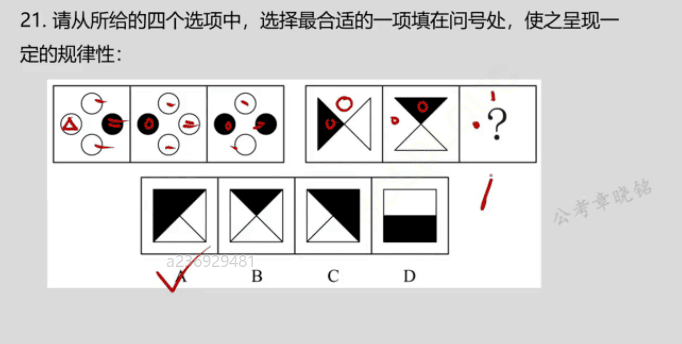 21. 请从所给的四个选项中，选择最合适的一项填在问号处，使之呈现一
定的规律性：
?
公考章晓铭
a236929481
A B C D